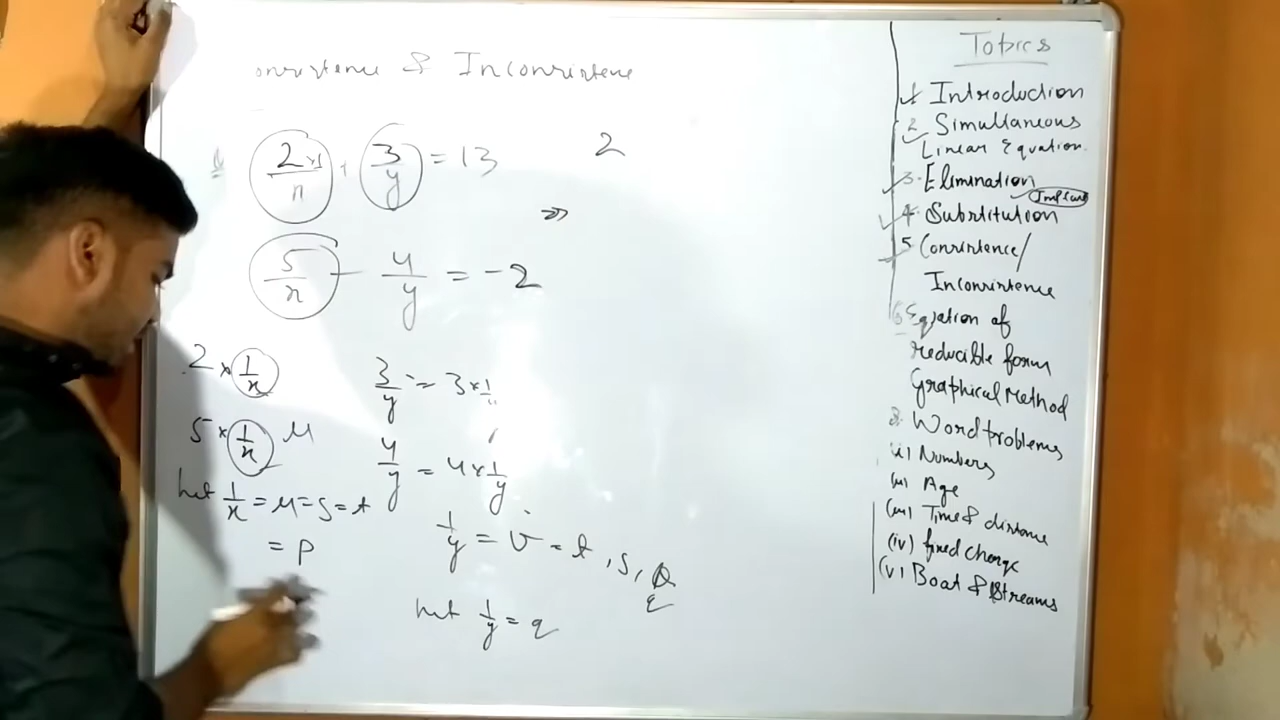 onsistence & Inconsistence
2×1/x + 3/y = 13
2
5/x - 4/y = -2
2 × 1/x
5 × 1/x u
let 1/x = u = s = t
= p
3/y = 3 × 1
4/y = 4 × 1/y
1/y = v = t, s,
let 1/y = q
Topics
1 Introduction
2 Simultaneous
Linear Equation.
3. Elimination
4. Substitution
5 Consistence/
Inconsistence
6 Eqation of
reducible form
Graphical Method
8. Word problems
(i) Numbers
(ii) Age
(iii) Time & distance
(iv) fixed charge
(v) Boat & Streams